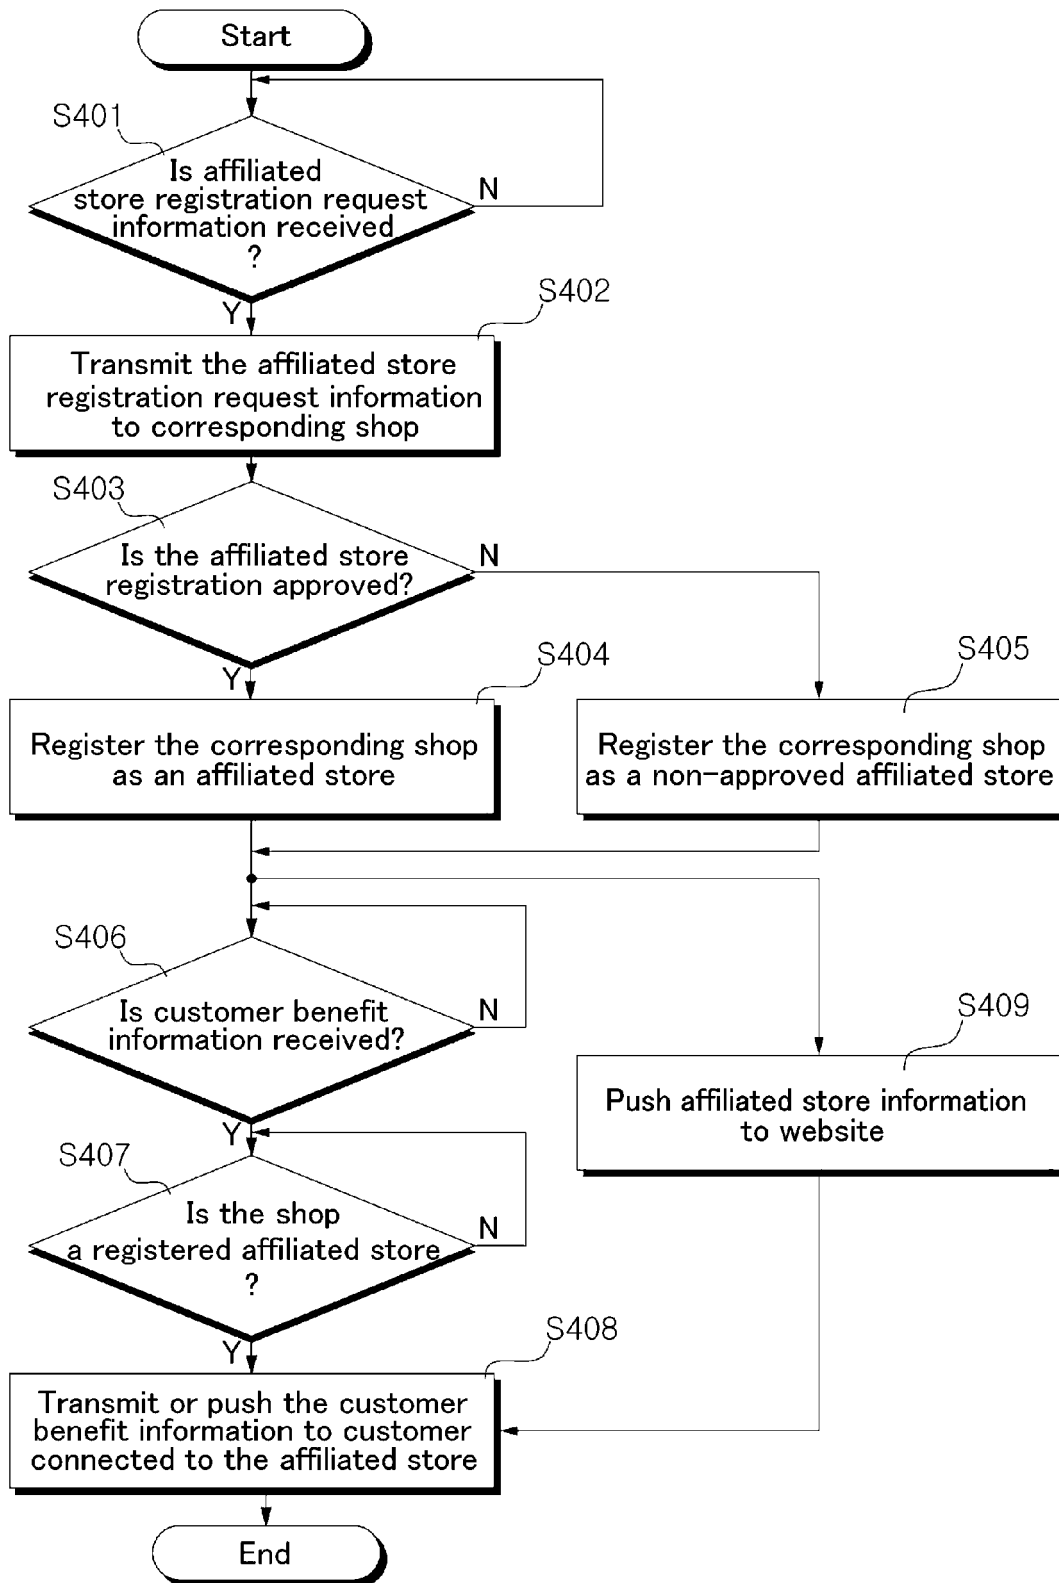 Start
S401
Is affiliated
store registration request
information received
?
N
Y
S402
Transmit the affiliated store
registration request information
to corresponding shop
S403
Is the affiliated store
registration approved?
N
Y
S404
Register the corresponding shop
as an affiliated store
S405
Register the corresponding shop
as a non-approved affiliated store
S406
Is customer benefit
information received?
N
Y
S409
Push affiliated store information
to website
S407
Is the shop
a registered affiliated store
?
N
Y
S408
Transmit or push the customer
benefit information to customer
connected to the affiliated store
End